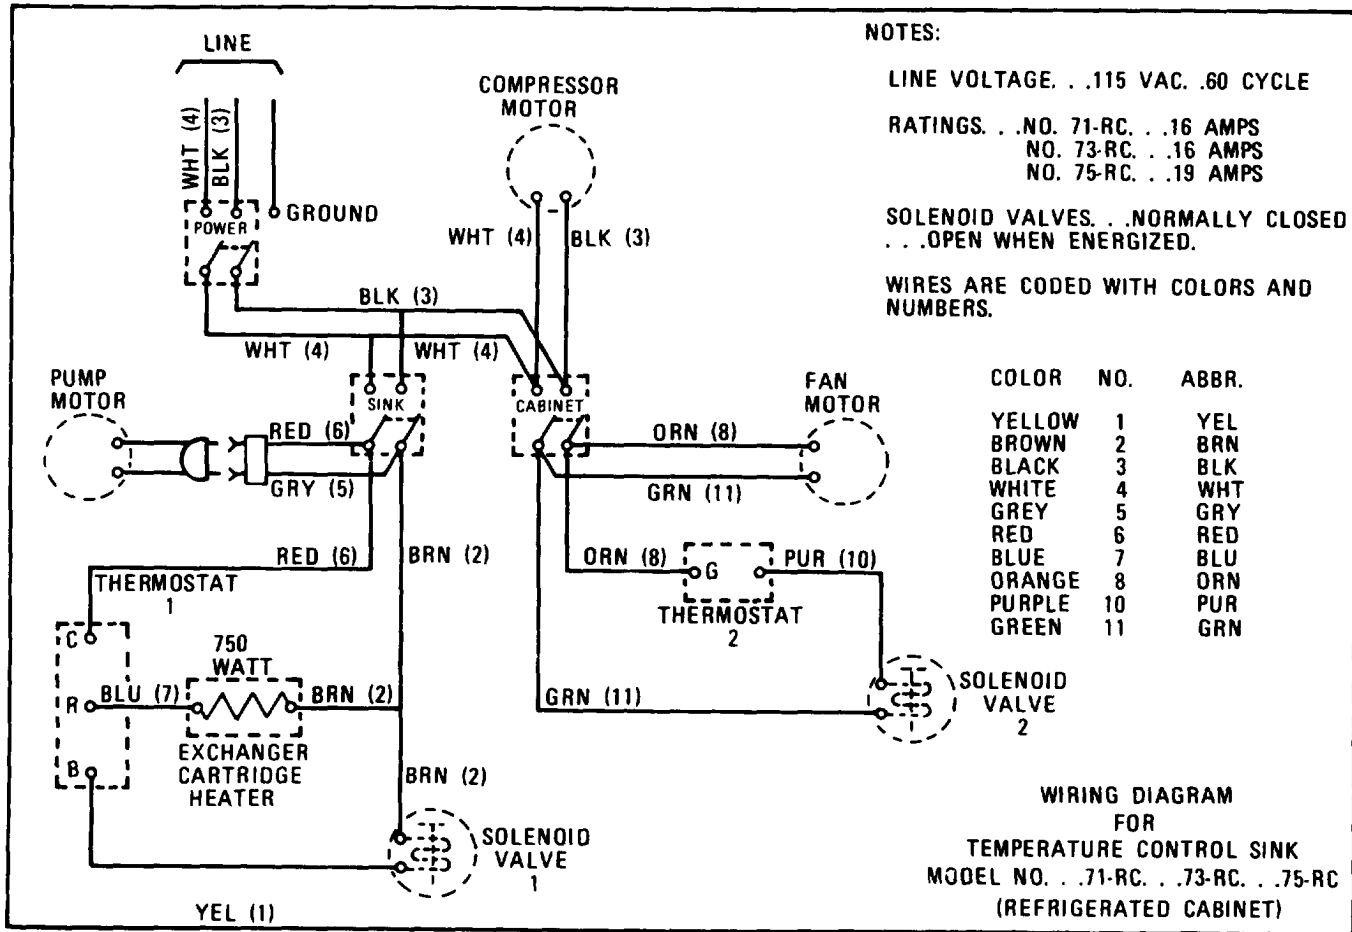 LINE
WHT (4)
BLK (3)
GROUND
POWER
COMPRESSOR
MOTOR
WHT (4)
BLK (3)
BLK (3)
WHT (4)
WHT (4)
PUMP
MOTOR
SINK
CABINET
FAN
MOTOR
RED (6)
GRY (5)
ORN (8)
GRN (11)
RED (6)
BRN (2)
ORN (8)
G
PUR (10)
THERMOSTAT
1
THERMOSTAT
2
C
R
B
750
WATT
BLU (7)
BRN (2)
EXCHANGER
CARTRIDGE
HEATER
GRN (11)
SOLENOID
VALVE
2
BRN (2)
SOLENOID
VALVE
1
YEL (1)
NOTES:
LINE VOLTAGE. . .115 VAC. .60 CYCLE
RATINGS. . .NO. 71-RC. . .16 AMPS
NO. 73-RC. . .16 AMPS
NO. 75-RC. . .19 AMPS
SOLENOID VALVES. . .NORMALLY CLOSED
. . .OPEN WHEN ENERGIZED.
WIRES ARE CODED WITH COLORS AND
NUMBERS.
COLOR NO. ABBR.
YELLOW 1 YEL
BROWN 2 BRN
BLACK 3 BLK
WHITE 4 WHT
GREY 5 GRY
RED 6 RED
BLUE 7 BLU
ORANGE 8 ORN
PURPLE 10 PUR
GREEN 11 GRN
WIRING DIAGRAM
FOR
TEMPERATURE CONTROL SINK
MODEL NO. . .71-RC. . .73-RC. . .75-RC
(REFRIGERATED CABINET)